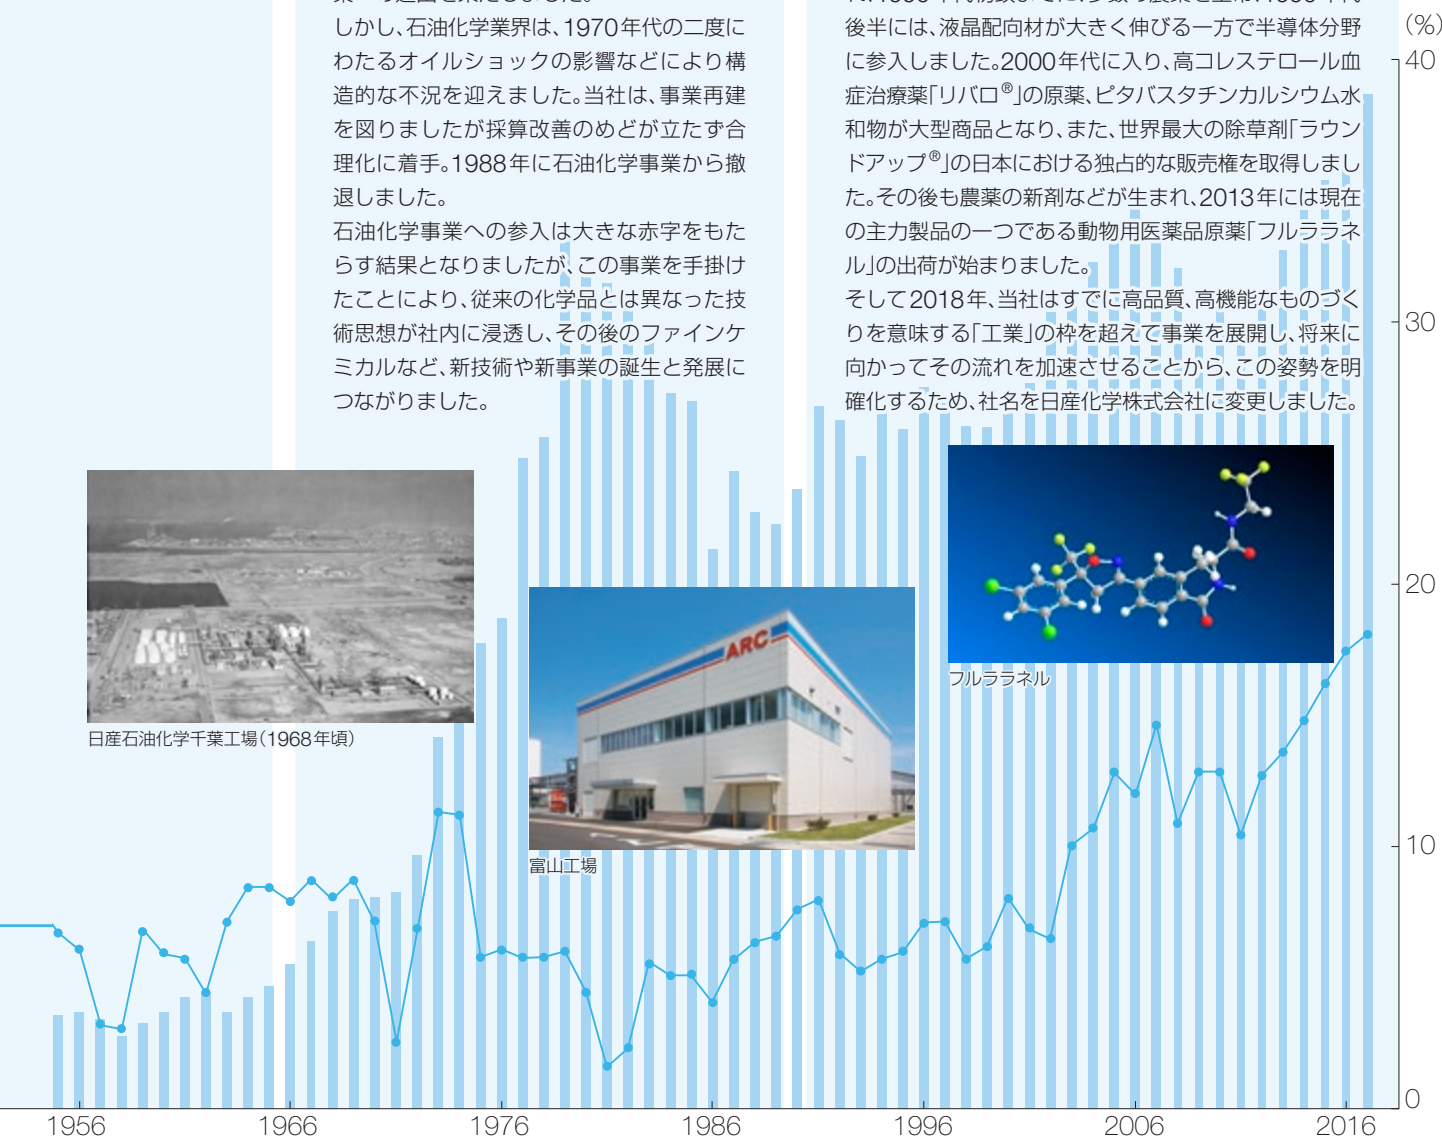 しかし、石油化学業界は、1970年代の二度に
わたるオイルショックの影響などにより構
造的な不況を迎えました。当社は、事業再建
を図りましたが採算改善のめどが立たず合
理化に着手。1988年に石油化学事業から撤
退しました。
石油化学事業への参入は大きな赤字をもた
らす結果となりましたが、この事業を手掛け
たことにより、従来の化学品とは異なった技
術思想が社内に浸透し、その後のファインケ
ミカルなど、新技術や新事業の誕生と発展に
つながりました。
後半には、液晶配向材が大きく伸びる一方で半導体分野
に参入しました。2000年代に入り、高コレステロール血
症治療薬「リバロ®」の原薬、ピタバスタチンカルシウム水
和物が大型商品となり、また、世界最大の除草剤「ラウン
ドアップ®」の日本における独占的な販売権を取得しまし
た。その後も農薬の新剤などが生まれ、2013年には現在
の主力製品の一つである動物用医薬品原薬「フルララネ
ル」の出荷が始まりました。
そして2018年、当社はすでに高品質、高機能なものづく
りを意味する「工業」の枠を超えて事業を展開し、将来に
向かってその流れを加速させることから、この姿勢を明
確化するため、社名を日産化学株式会社に変更しました。
(%)
40
30
20
10
0
日産石油化学千葉工場（1968年頃）
ARC
富山工場
フルララネル
1956
1966
1976
1986
1996
2006
2016